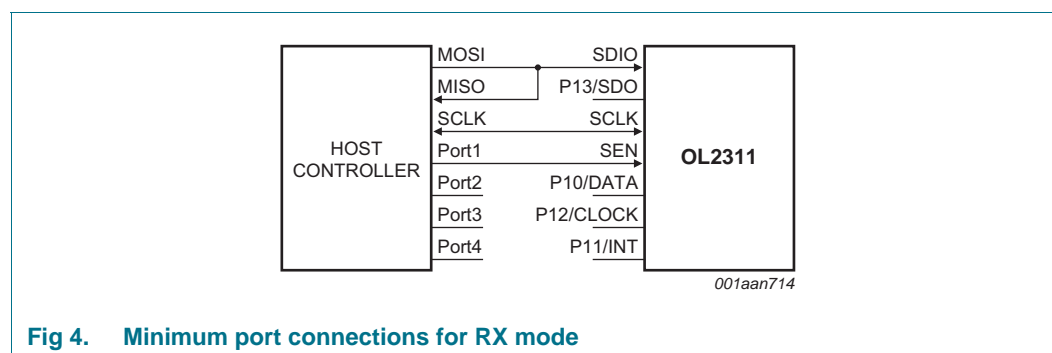 MOSI SDIO
MISO P13/SDO
SCLK SCLK
HOST CONTROLLER
Port1 SEN
OL2311
Port2 P10/DATA
Port3 P12/CLOCK
Port4 P11/INT
001aan714
Fig 4. Minimum port connections for RX mode